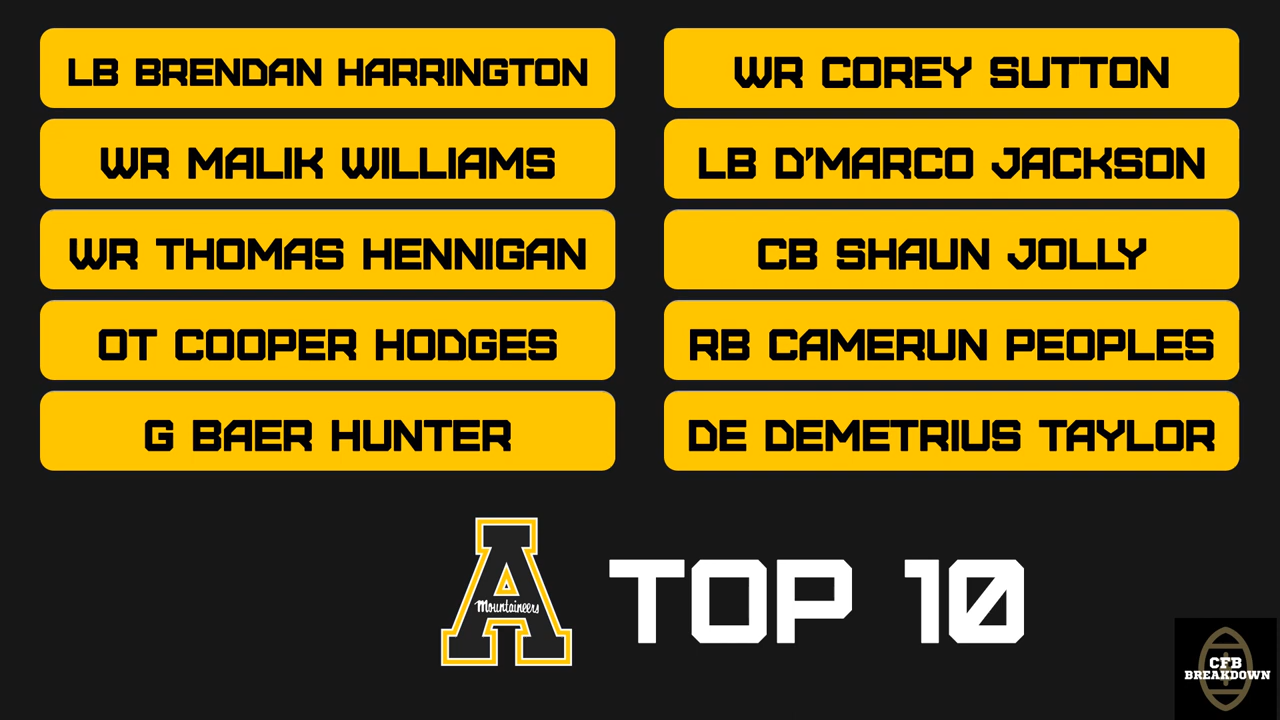 LB BRENDAN HARRINGTON
WR MALIK WILLIAMS
WR THOMAS HENNIGAN
OT COOPER HODGES
G BAER HUNTER
WR COREY SUTTON
LB D'MARCO JACKSON
CB SHAUN JOLLY
RB CAMERUN PEOPLES
DE DEMETRIUS TAYLOR
A
Mountaineers
TOP 10
CFB
BREAKDOWN